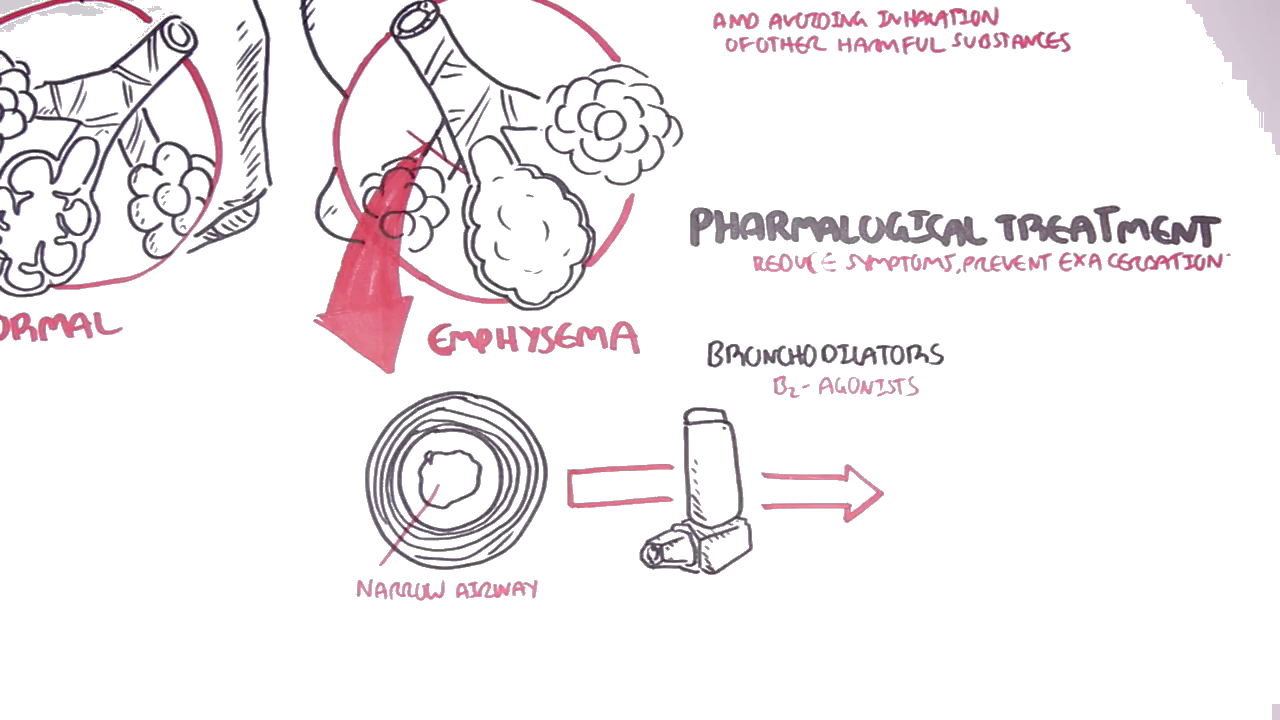 AND AVOIDING INHALATION
OF OTHER HARMFUL SUBSTANCES
PHARMALOGICAL TREATMENT
REDUCE SYMPTOMS, PREVENT EXACERBATION
ORMAL
EMPHYSEMA
BRONCHODILATORS
B₂- AGONISTS
NARROW AIRWAY